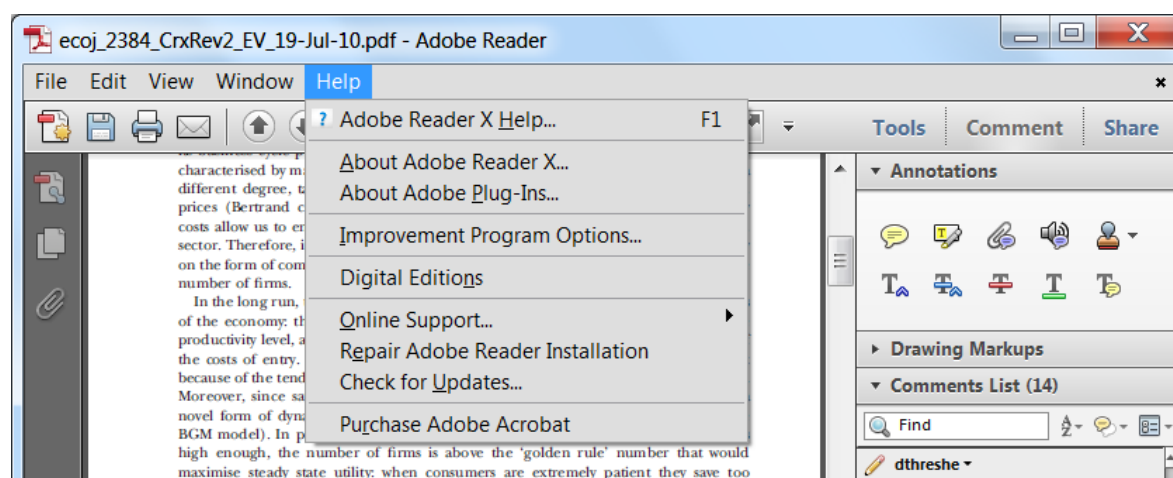 ecoj_2384_CrxRev2_EV_19-Jul-10.pdf - Adobe Reader
File Edit View Window Help
Tools Comment Share
? Adobe Reader X Help... F1
About Adobe Reader X...
About Adobe Plug-Ins...
Improvement Program Options...
Digital Editions
Online Support...
Repair Adobe Reader Installation
Check for Updates...
Purchase Adobe Acrobat
characterised by m
different degree, t
prices (Bertrand c
costs allow us to e
sector. Therefore, i
on the form of com
number of firms.
In the long run,
of the economy: th
productivity level, a
the costs of entry.
because of the tend
Moreover, since sa
novel form of dyna
BGM model). In p
high enough, the number of firms is above the 'golden rule' number that would
maximise steady state utility: when consumers are extremely patient they save too
Annotations
Drawing Markups
Comments List (14)
Find
dthreshe